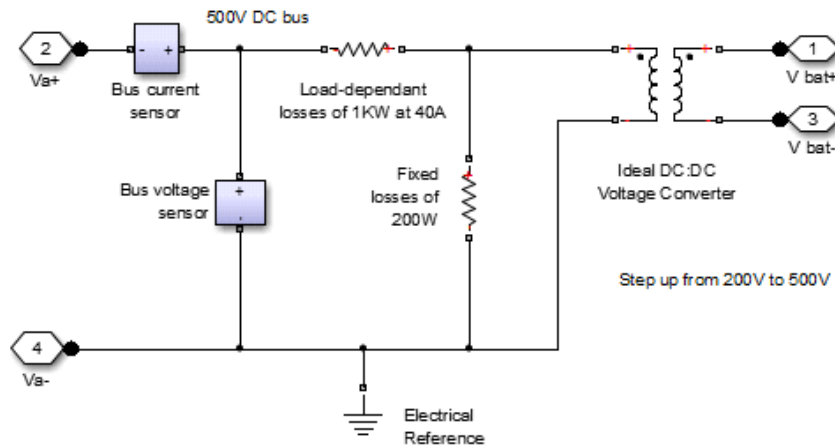 500V DC bus
2
Va+
- +
Bus current
sensor
Load-dependant
losses of 1KW at 40A
1
V bat+
3
V bat-
Ideal DC:DC
Voltage Converter
Bus voltage
sensor
+
-
Fixed
losses of
200W
Step up from 200V to 500V
4
Va-
Electrical
Reference